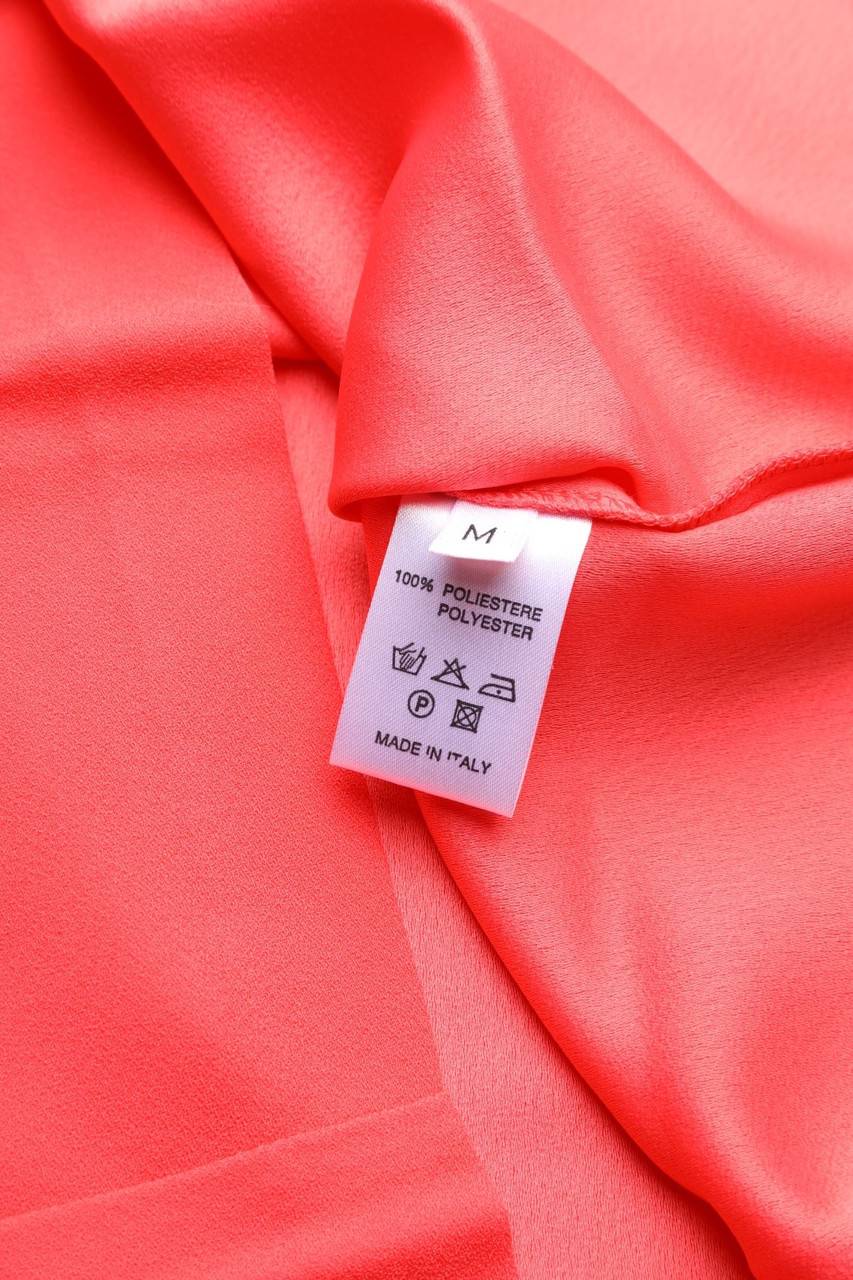 M
100% POLIESTERE
POLYESTER
P
MADE IN ITALY